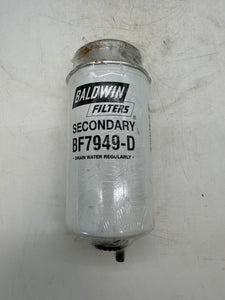 BALDWIN
FILTERS®
SECONDARY
BF7949-D
- DRAIN WATER REGULARLY -